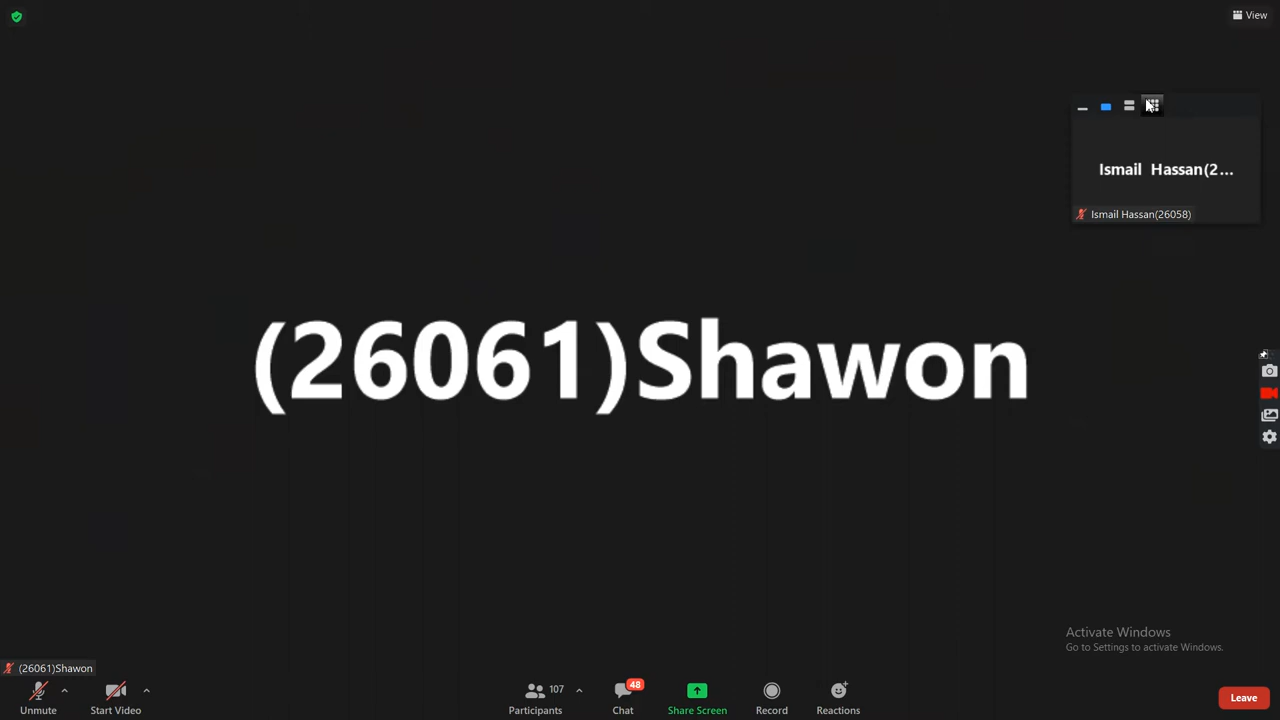 View
Ismail Hassan(2...
Ismail Hassan(26058)
(26061)Shawon
Activate Windows
Go to Settings to activate Windows.
(26061)Shawon
Unmute
Start Video
107
Participants
48
Chat
Share Screen
Record
Reactions
Leave